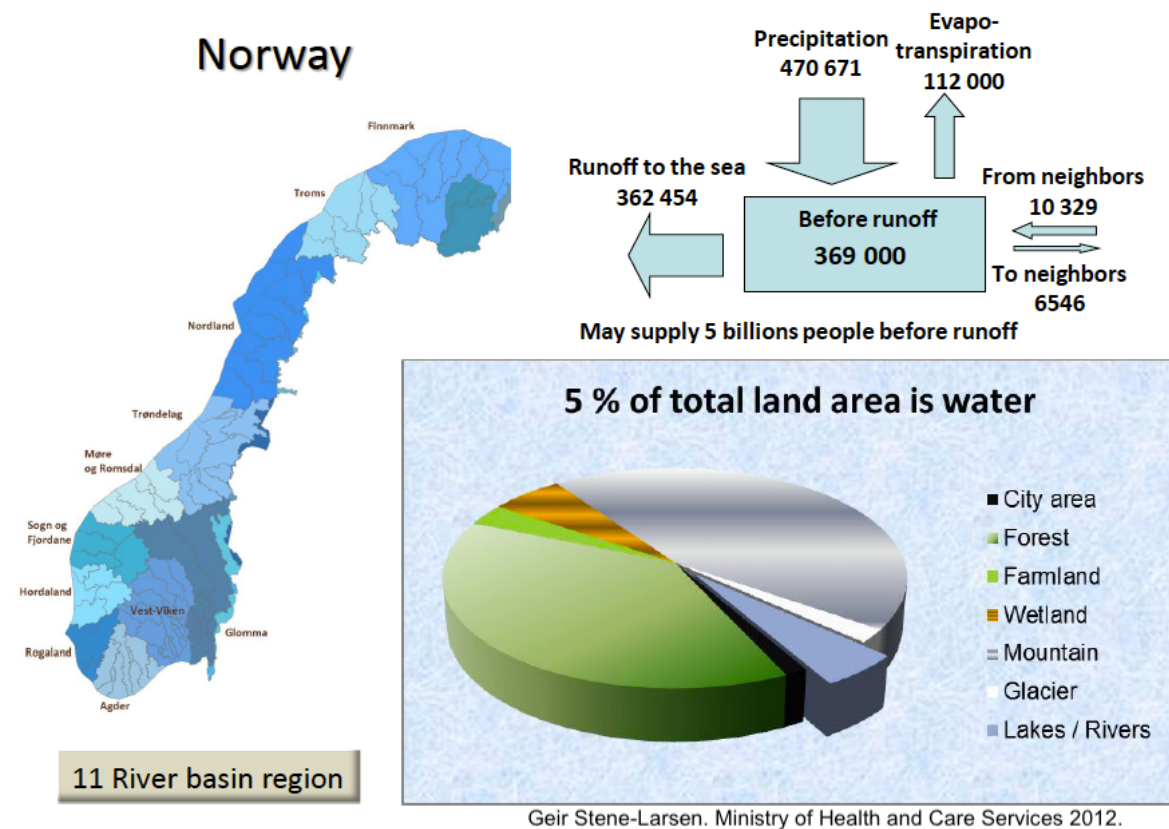 Norway
Finnmark
Troms
Nordland
Trøndelag
Møre
og Romsdal
Sogn og
Fjordane
Hordaland
Vest-Viken
Rogaland
Glomma
Agder
11 River basin region
Precipitation
470 671
Evapo-
transpiration
112 000
Runoff to the sea
362 454
Before runoff
369 000
From neighbors
10 329
To neighbors
6546
May supply 5 billions people before runoff
5 % of total land area is water
City area
Forest
Farmland
Wetland
Mountain
Glacier
Lakes / Rivers
Geir Stene-Larsen. Ministry of Health and Care Services 2012.